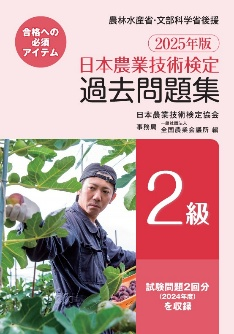 農林水産省・文部科学省後援
合格への
必須
アイテム
2025年版
日本農業技術検定
過去問題集
日本農業技術検定協会
事務局 一般社団法人 全国農業会議所 編
2級
試験問題2回分
(2024年度)
を収録